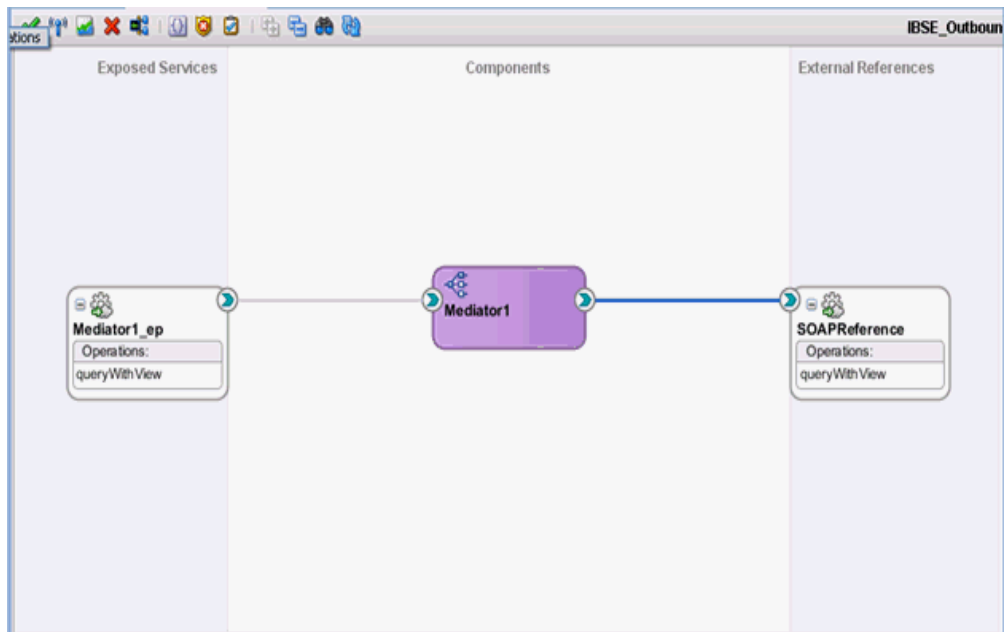 ations
IBSE_Outboun
Exposed Services
Components
External References
Mediator1_ep
Operations:
queryWithView
Mediator1
SOAPReference
Operations:
queryWithView